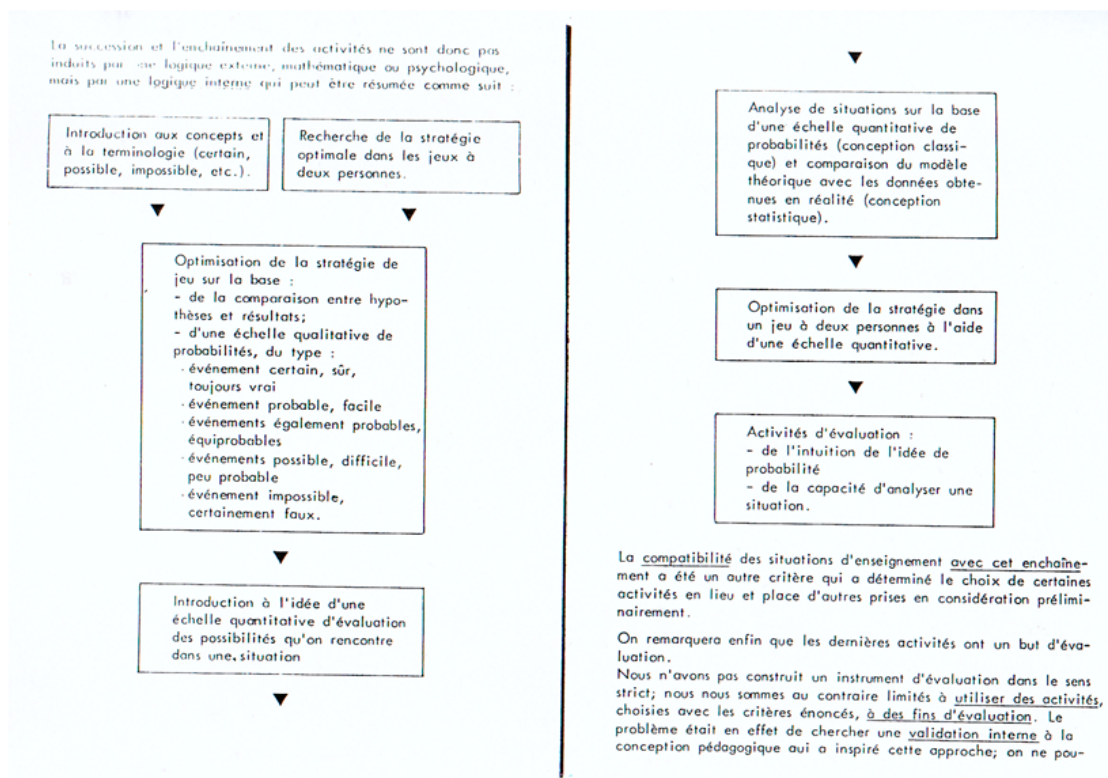 La succession et l'enchaînement des activités ne sont donc pas
induits par une logique externe, mathématique ou psychologique,
mais par une logique interne qui peut être résumée comme suit :
Introduction aux concepts et
à la terminologie (certain,
possible, impossible, etc.).
Recherche de la stratégie
optimale dans les jeux à
deux personnes.
Optimisation de la stratégie de
jeu sur la base :
- de la comparaison entre hypo-
thèses et résultats;
- d'une échelle qualitative de
probabilités, du type :
· événement certain, sûr,
toujours vrai
· événement probable, facile
· événements également probables,
équiprobables
· événements possible, difficile,
peu probable
· événement impossible,
certainement faux.
Introduction à l'idée d'une
échelle quantitative d'évaluation
des possibilités qu'on rencontre
dans une situation
Analyse de situations sur la base
d'une échelle quantitative de
probabilités (conception classi-
que) et comparaison du modèle
théorique avec les données obte-
nues en réalité (conception
statistique).
Optimisation de la stratégie dans
un jeu à deux personnes à l'aide
d'une échelle quantitative.
Activités d'évaluation :
- de l'intuition de l'idée de
probabilité
- de la capacité d'analyser une
situation.
La compatibilité des situations d'enseignement avec cet enchaîne-
ment a été un autre critère qui a déterminé le choix de certaines
activités en lieu et place d'autres prises en considération prélimi-
nairement.
On remarquera enfin que les dernières activités ont un but d'éva-
luation.
Nous n'avons pas construit un instrument d'évaluation dans le sens
strict; nous nous sommes au contraire limités à utiliser des activités,
choisies avec les critères énoncés, à des fins d'évaluation. Le
problème était en effet de chercher une validation interne à la
conception pédagogique qui a inspiré cette approche; on ne pou-